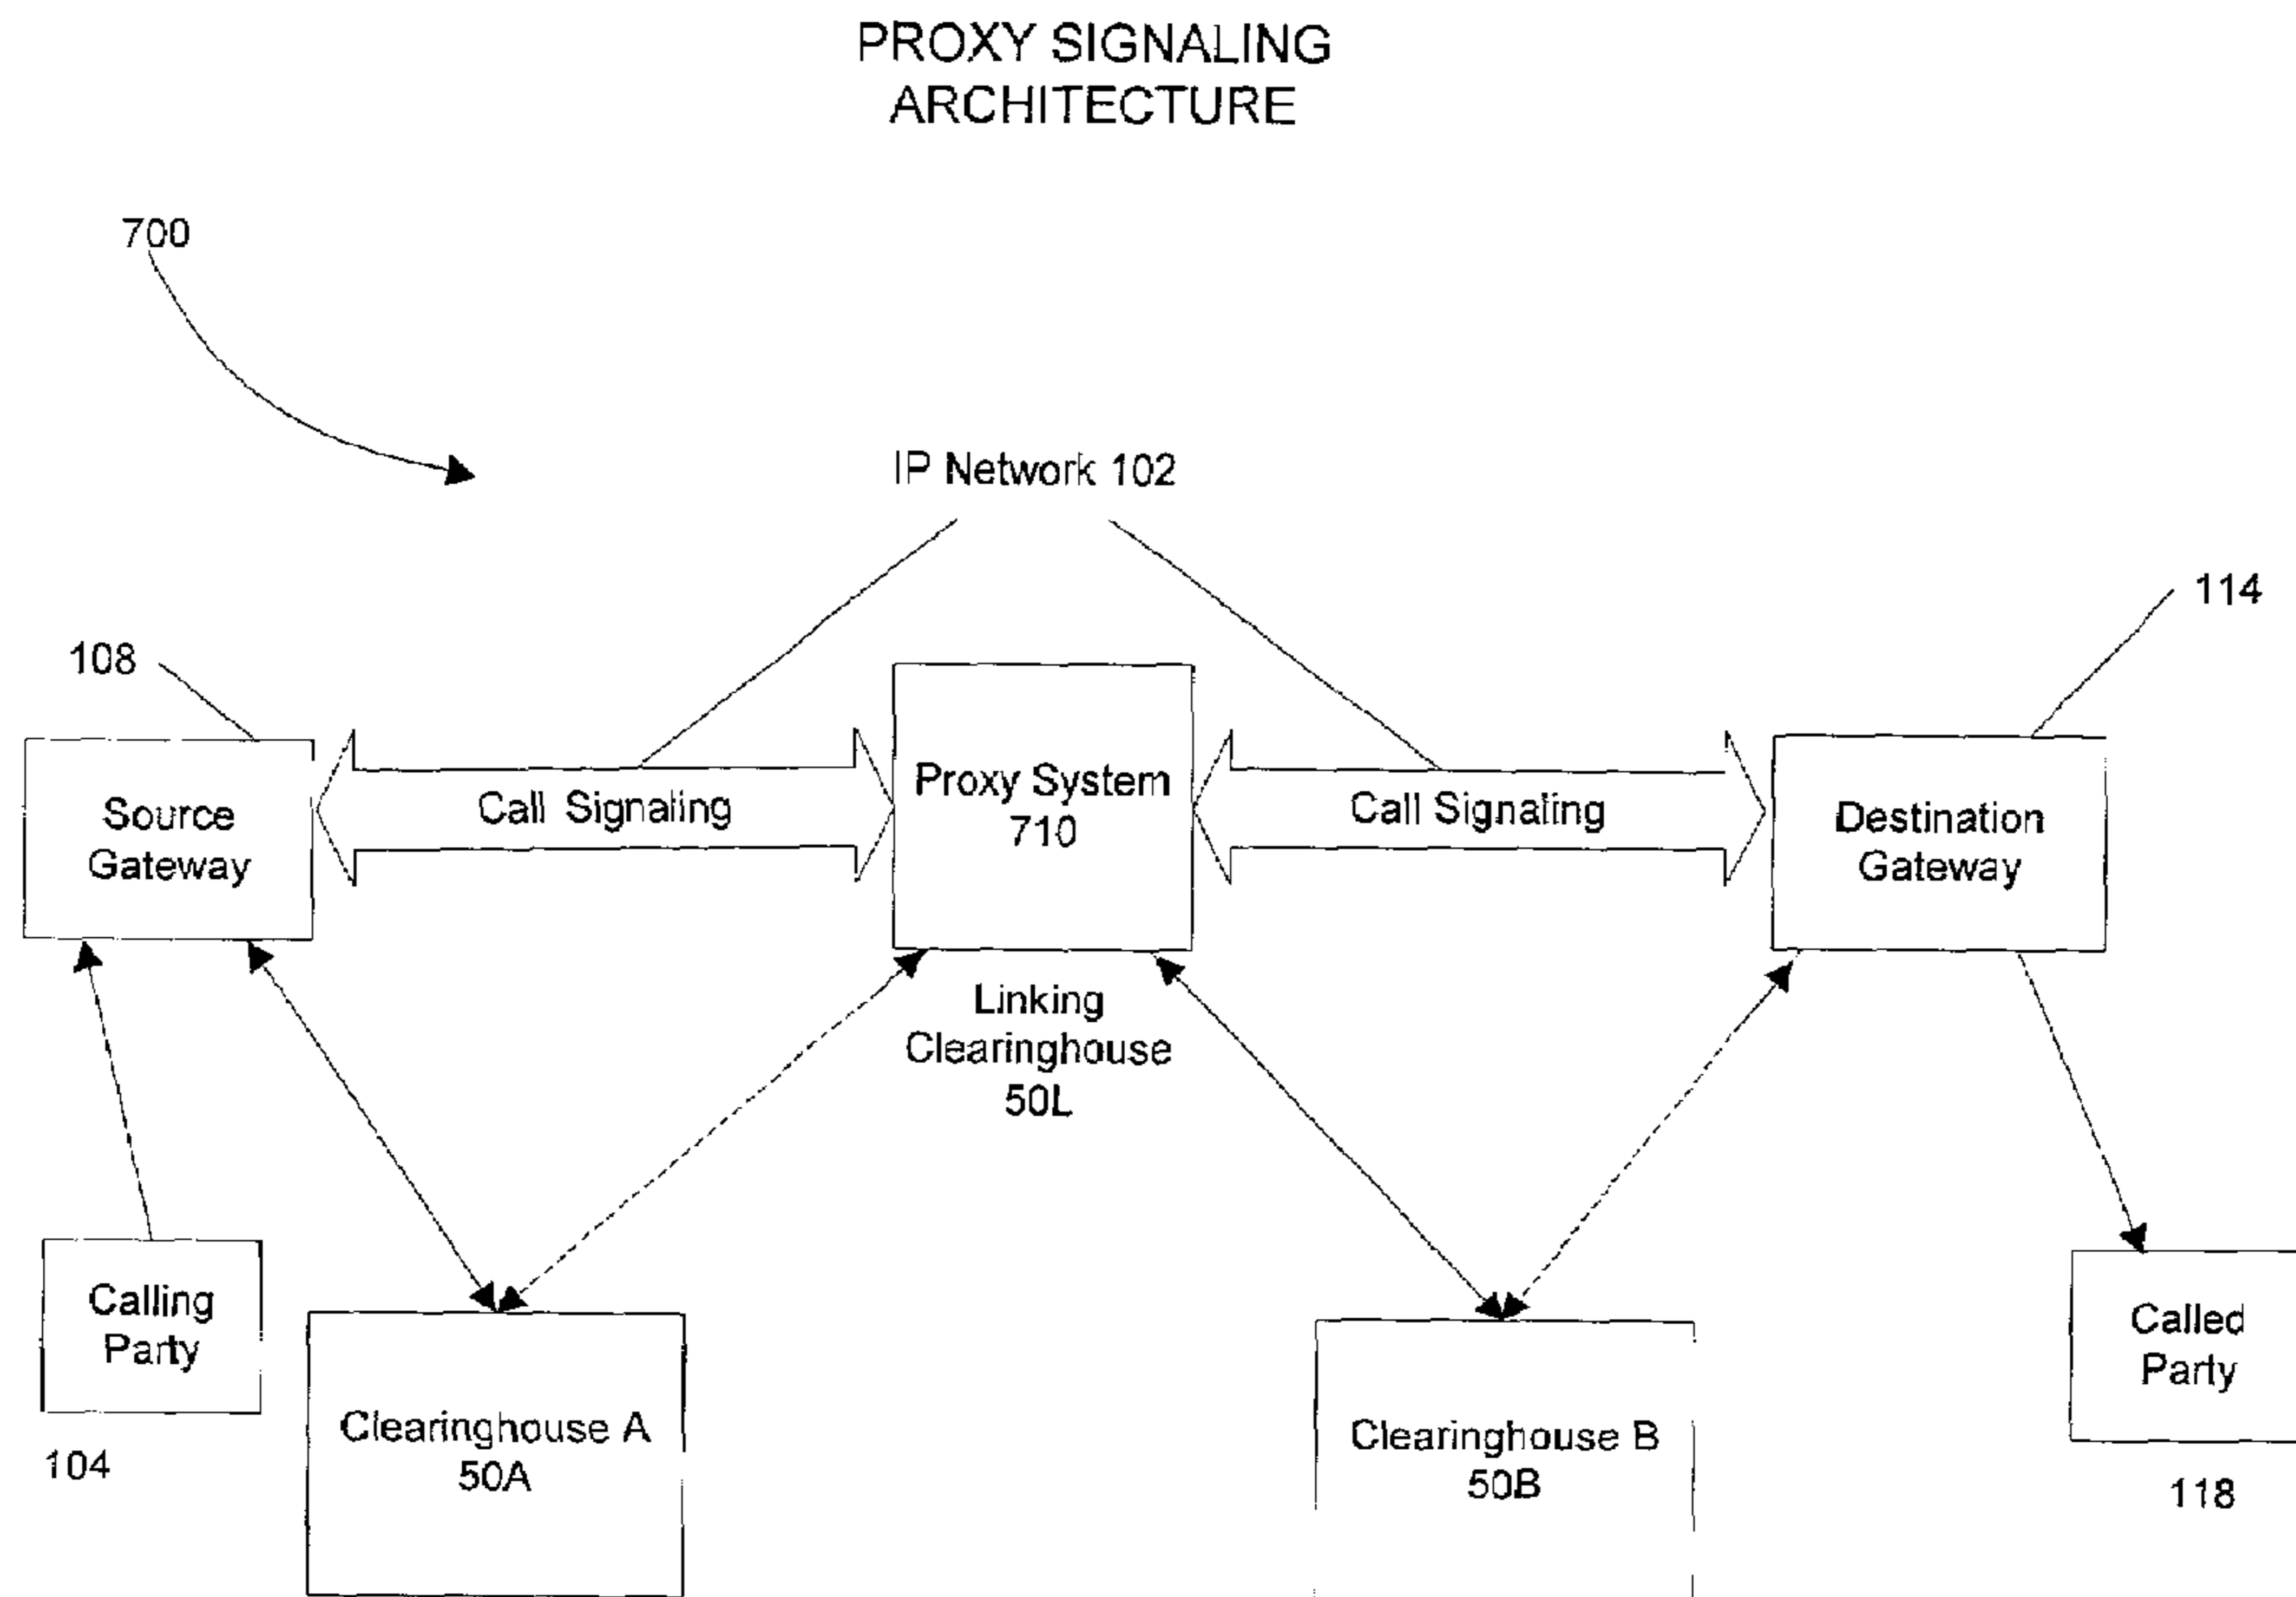 PROXY SIGNALING
ARCHITECTURE
700
IP Network 102
114
108
Source
Gateway
Call Signaling
Proxy System
710
Call Signaling
Destination
Gateway
Linking
Clearinghouse
50L
Calling
Party
104
Clearinghouse A
50A
Clearinghouse B
50B
Called
Party
118